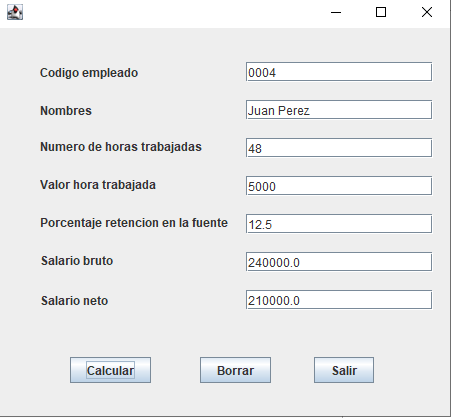 Codigo empleado 0004
Nombres Juan Perez
Numero de horas trabajadas 48
Valor hora trabajada 5000
Porcentaje retencion en la fuente 12.5
Salario bruto 240000.0
Salario neto 210000.0
Calcular Borrar Salir